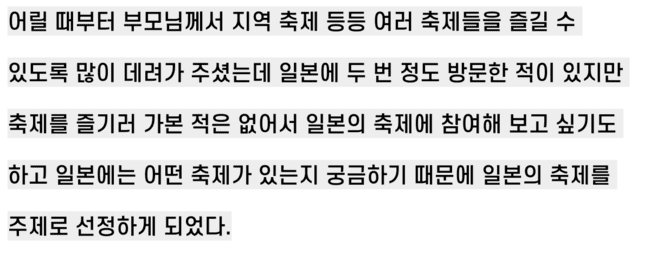 어릴 때부터 부모님께서 지역 축제 등등 여러 축제들을 즐길 수
있도록 많이 데려가 주셨는데 일본에 두 번 정도 방문한 적이 있지만
축제를 즐기러 가본 적은 없어서 일본의 축제에 참여해 보고 싶기도
하고 일본에는 어떤 축제가 있는지 궁금하기 때문에 일본의 축제를
주제로 선정하게 되었다.